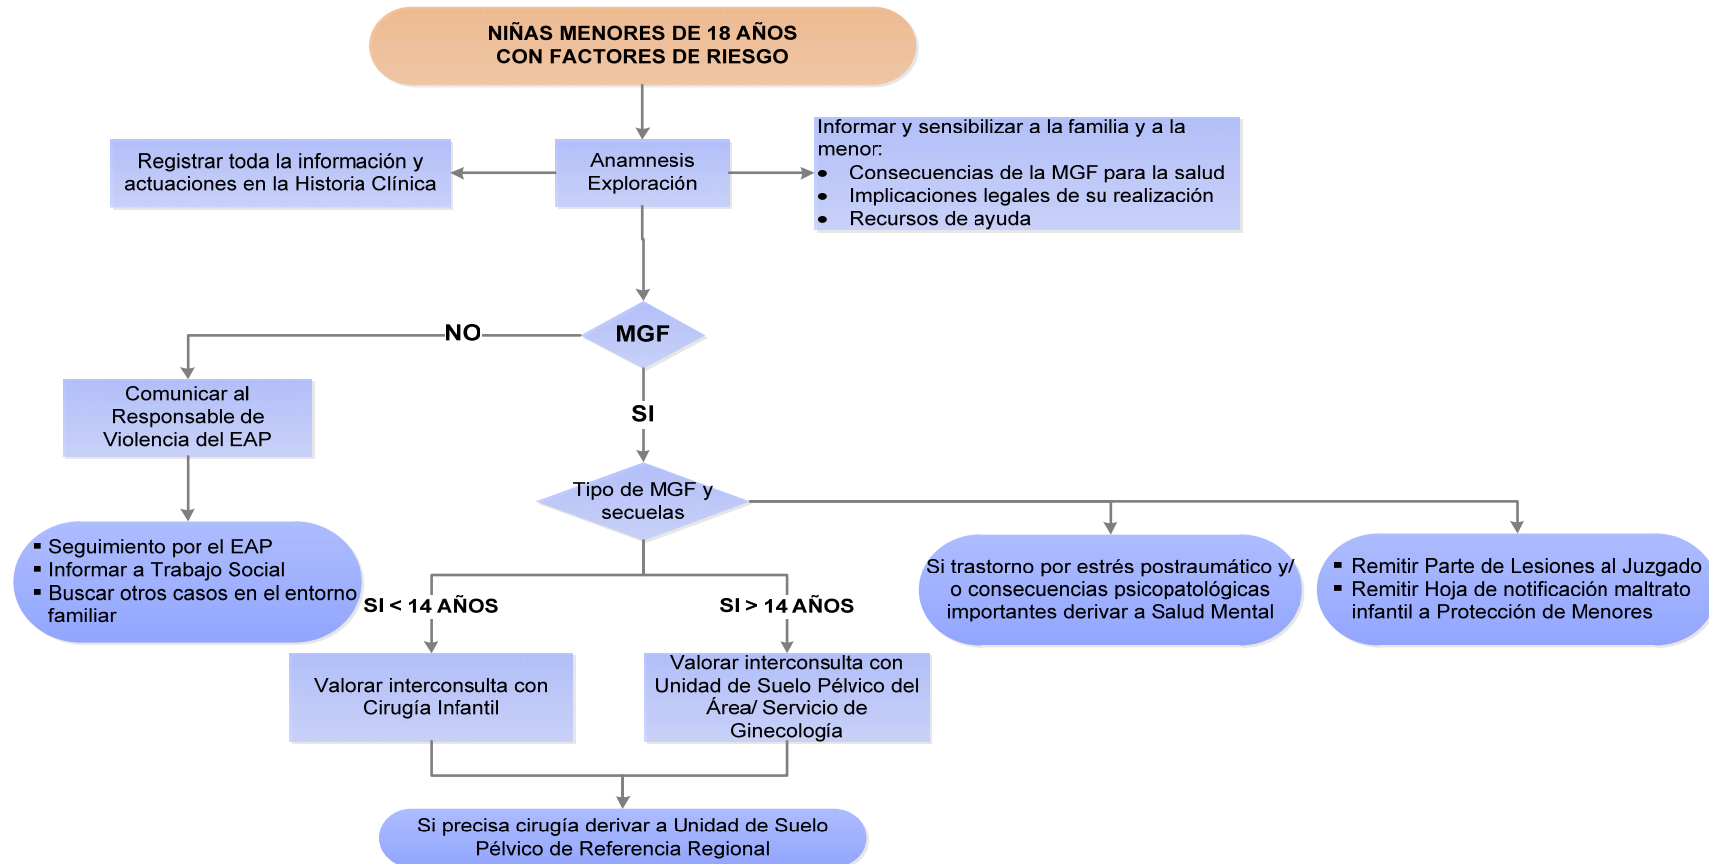 NIÑAS MENORES DE 18 AÑOS
CON FACTORES DE RIESGO
Registrar toda la información y
actuaciones en la Historia Clínica
Anamnesis
Exploración
Informar y sensibilizar a la familia y a la
menor:
• Consecuencias de la MGF para la salud
• Implicaciones legales de su realización
• Recursos de ayuda
MGF
NO
SI
Comunicar al
Responsable de
Violencia del EAP
Tipo de MGF y
secuelas
▪ Seguimiento por el EAP
▪ Informar a Trabajo Social
▪ Buscar otros casos en el entorno
familiar
SI < 14 AÑOS
SI > 14 AÑOS
Si trastorno por estrés postraumático y/
o consecuencias psicopatológicas
importantes derivar a Salud Mental
▪ Remitir Parte de Lesiones al Juzgado
▪ Remitir Hoja de notificación maltrato
infantil a Protección de Menores
Valorar interconsulta con
Cirugía Infantil
Valorar interconsulta con
Unidad de Suelo Pélvico del
Área/ Servicio de
Ginecología
Si precisa cirugía derivar a Unidad de Suelo
Pélvico de Referencia Regional